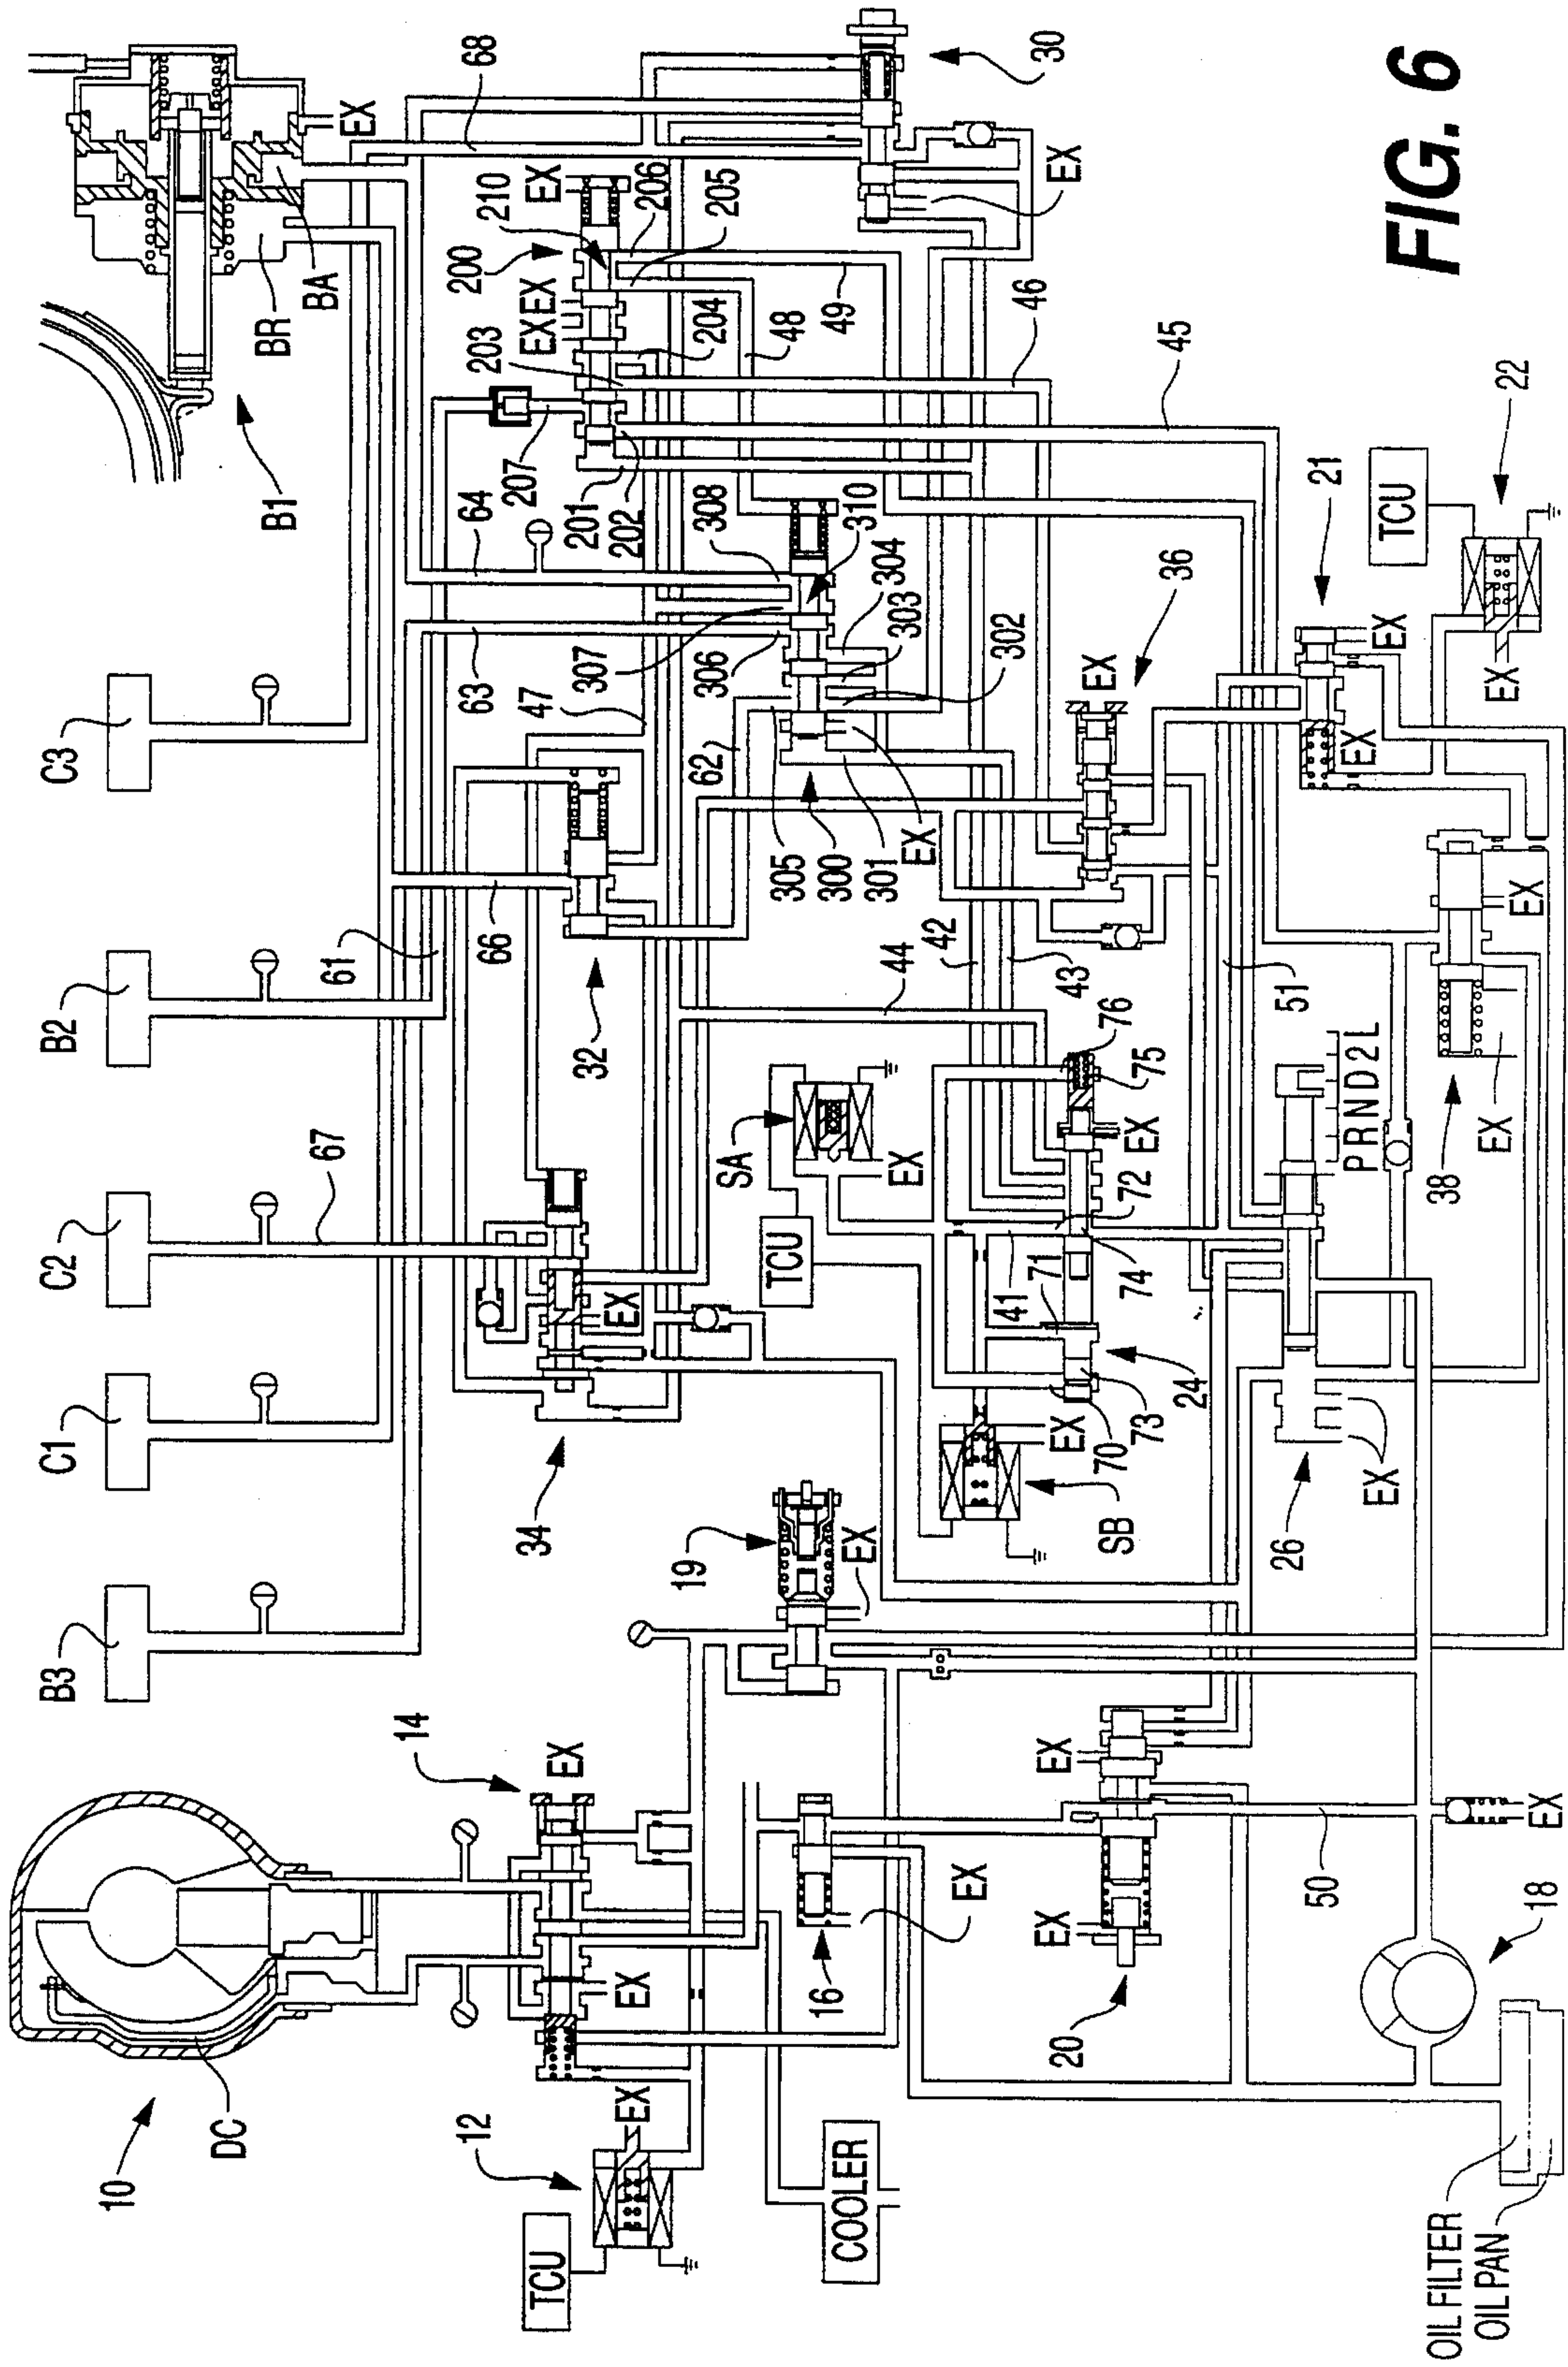 FIG. 6
C3
B2
C2
C1
B3
B1
BR
BA
EX
68
30
EX
EX
EX EX
200
210
206
205
204
203
207
201
202
48
49
46
45
64
63
61
66
67
47
62
308
307
306
310
304
303
302
305
300
301
EX
32
34
EX
36
EX
21
22
TCU
EX
EX
EX
42
43
44
51
SA
EX
TCU
76
75
EX
72
71
41
74
24
73
70
SB
EX
PRND2L
26
EX
38
EX
EX
19
EX
10
DC
14
EX
EX
12
EX
TCU
COOLER
16
EX
20
EX
EX
50
18
EX
OIL FILTER
OIL PAN